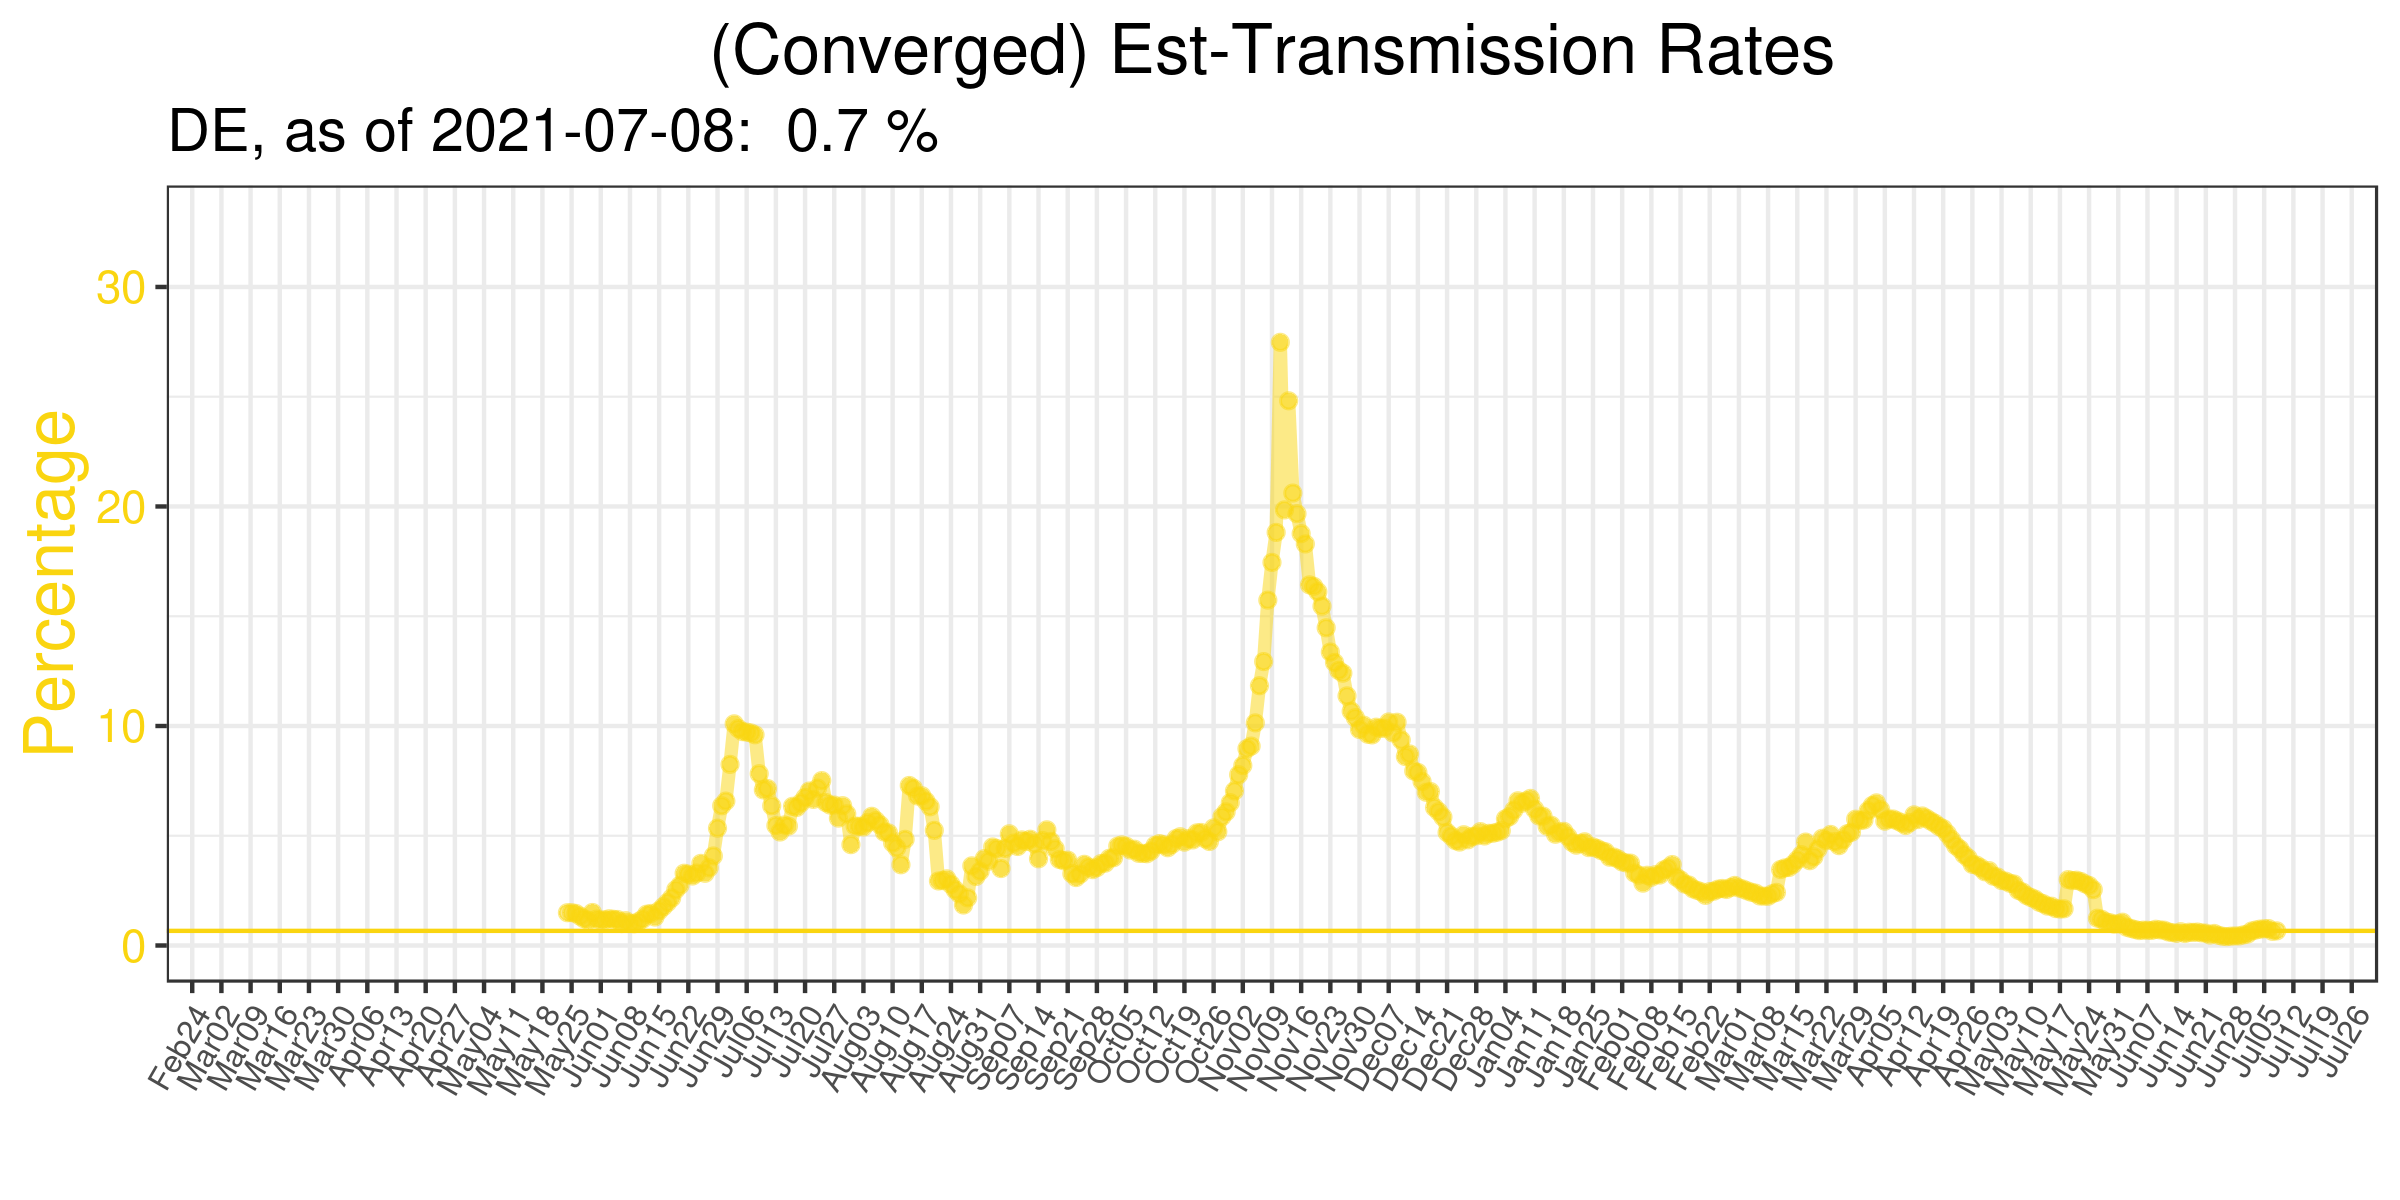 (Converged) Est-Transmission Rates
DE, as of 2021-07-08:  0.7 %
Percentage
30
20
10
0
Feb24
Mar02
Mar09
Mar16
Mar23
Mar30
Apr06
Apr13
Apr20
Apr27
May04
May11
May18
May25
Jun01
Jun08
Jun15
Jun22
Jun29
Jul06
Jul13
Jul20
Jul27
Aug03
Aug10
Aug17
Aug24
Aug31
Sep07
Sep14
Sep21
Sep28
Oct05
Oct12
Oct19
Oct26
Nov02
Nov09
Nov16
Nov23
Nov30
Dec07
Dec14
Dec21
Dec28
Jan04
Jan11
Jan18
Jan25
Feb01
Feb08
Feb15
Feb22
Mar01
Mar08
Mar15
Mar22
Mar29
Apr05
Apr12
Apr19
Apr26
May03
May10
May17
May24
May31
Jun07
Jun14
Jun21
Jun28
Jul05
Jul12
Jul19
Jul26